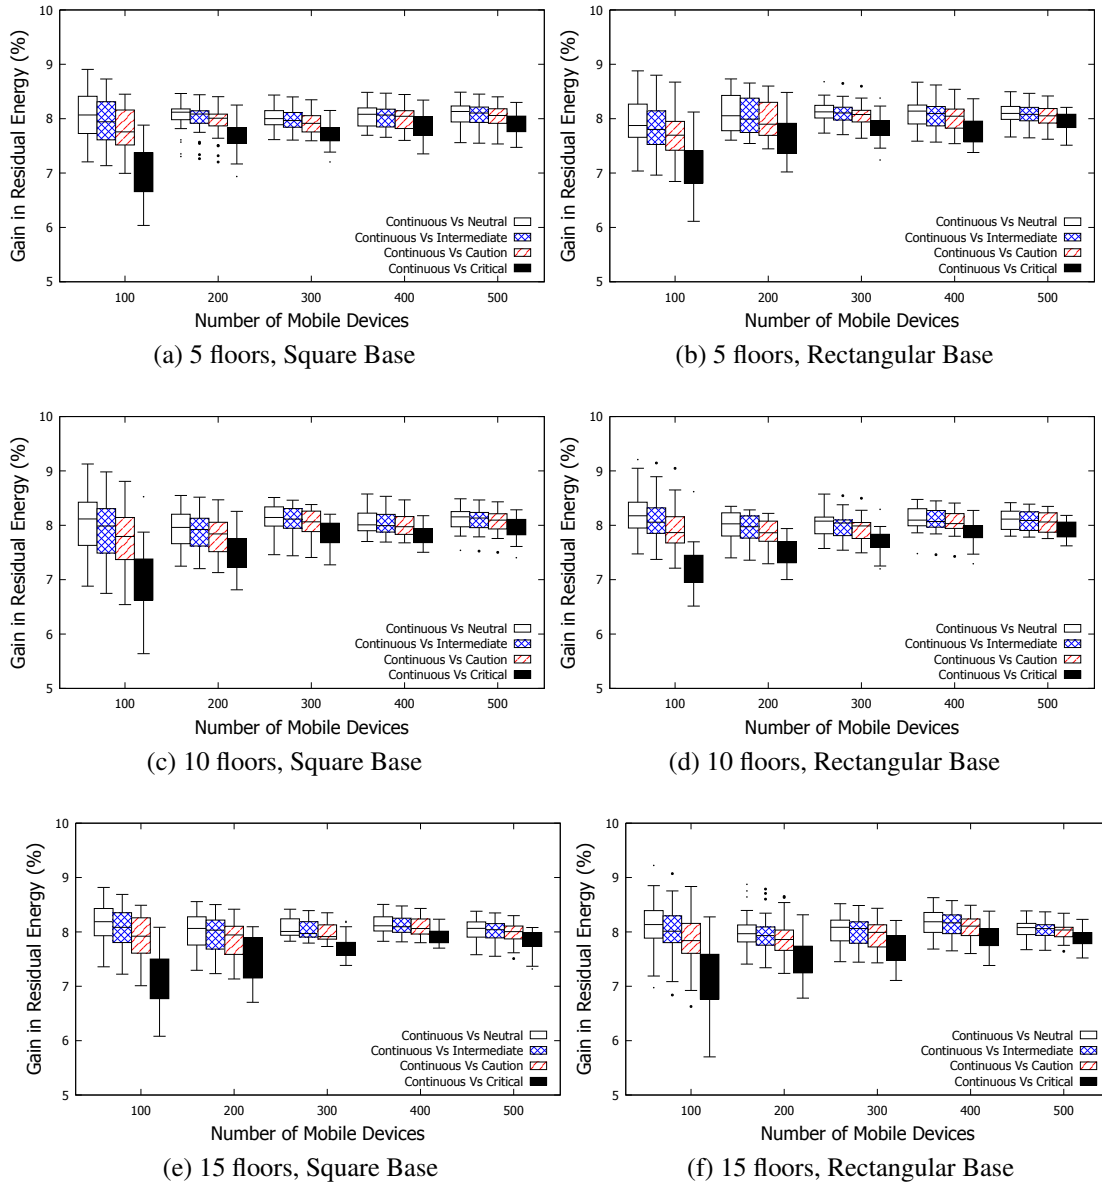 10
9
8
7
6
5
Gain in Residual Energy (%)
Continuous Vs Neutral
Continuous Vs Intermediate
Continuous Vs Caution
Continuous Vs Critical
100 200 300 400 500
Number of Mobile Devices
(a) 5 floors, Square Base
10
9
8
7
6
5
Gain in Residual Energy (%)
Continuous Vs Neutral
Continuous Vs Intermediate
Continuous Vs Caution
Continuous Vs Critical
100 200 300 400 500
Number of Mobile Devices
(b) 5 floors, Rectangular Base
10
9
8
7
6
5
Gain in Residual Energy (%)
Continuous Vs Neutral
Continuous Vs Intermediate
Continuous Vs Caution
Continuous Vs Critical
100 200 300 400 500
Number of Mobile Devices
(c) 10 floors, Square Base
10
9
8
7
6
5
Gain in Residual Energy (%)
Continuous Vs Neutral
Continuous Vs Intermediate
Continuous Vs Caution
Continuous Vs Critical
100 200 300 400 500
Number of Mobile Devices
(d) 10 floors, Rectangular Base
10
9
8
7
6
5
Gain in Residual Energy (%)
Continuous Vs Neutral
Continuous Vs Intermediate
Continuous Vs Caution
Continuous Vs Critical
100 200 300 400 500
Number of Mobile Devices
(e) 15 floors, Square Base
10
9
8
7
6
5
Gain in Residual Energy (%)
Continuous Vs Neutral
Continuous Vs Intermediate
Continuous Vs Caution
Continuous Vs Critical
100 200 300 400 500
Number of Mobile Devices
(f) 15 floors, Rectangular Base